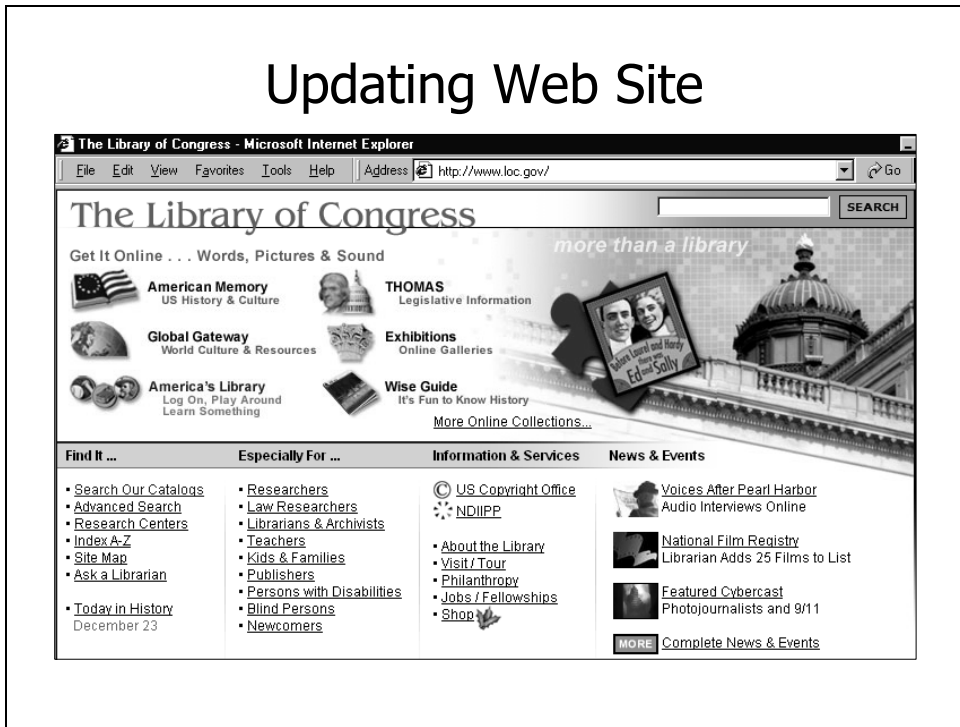 Updating Web Site
The Library of Congress - Microsoft Internet Explorer
File Edit View Favorites Tools Help Address http://www.loc.gov/ Go
The Library of Congress
SEARCH
more than a library
Get It Online . . . Words, Pictures & Sound
American Memory
US History & Culture
THOMAS
Legislative Information
Global Gateway
World Culture & Resources
Exhibitions
Online Galleries
America's Library
Log On, Play Around
Learn Something
Wise Guide
It's Fun to Know History
More Online Collections...
Before Laurel and Hardy
there was
Ed and Sally
Find It ...
▪ Search Our Catalogs
▪ Advanced Search
▪ Research Centers
▪ Index A-Z
▪ Site Map
▪ Ask a Librarian
▪ Today in History
December 23
Especially For ...
▪ Researchers
▪ Law Researchers
▪ Librarians & Archivists
▪ Teachers
▪ Kids & Families
▪ Publishers
▪ Persons with Disabilities
▪ Blind Persons
▪ Newcomers
Information & Services
© US Copyright Office
NDIIPP
▪ About the Library
▪ Visit / Tour
▪ Philanthropy
▪ Jobs / Fellowships
▪ Shop
News & Events
Voices After Pearl Harbor
Audio Interviews Online
National Film Registry
Librarian Adds 25 Films to List
Featured Cybercast
Photojournalists and 9/11
MORE Complete News & Events